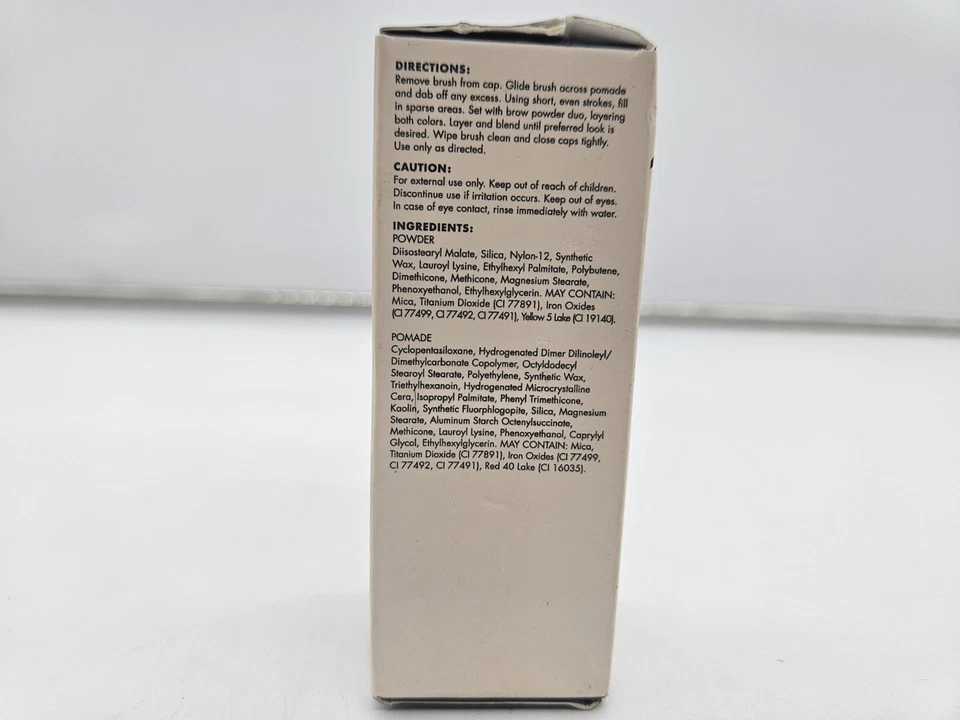 DIRECTIONS:
Remove brush from cap. Glide brush across pomade
and dab off any excess. Using short, even strokes, fill
in sparse areas. Set with brow powder duo, layering
both colors. Layer and blend until preferred look is
desired. Wipe brush clean and close caps tightly.
Use only as directed.
CAUTION:
For external use only. Keep out of reach of children.
Discontinue use if irritation occurs. Keep out of eyes.
In case of eye contact, rinse immediately with water.
INGREDIENTS:
POWDER
Diisostearyl Malate, Silica, Nylon-12, Synthetic
Wax, Lauroyl Lysine, Ethylhexyl Palmitate, Polybutene,
Dimethicone, Methicone, Magnesium Stearate,
Phenoxyethanol, Ethylhexylglycerin. MAY CONTAIN:
Mica, Titanium Dioxide (CI 77891), Iron Oxides
(CI 77499, CI 77492, CI 77491), Yellow 5 Lake (CI 19140).
POMADE
Cyclopentasiloxane, Hydrogenated Dimer Dilinoleyl/
Dimethylcarbonate Copolymer, Octyldodecyl
Stearoyl Stearate, Polyethylene, Synthetic Wax,
Triethylhexanoin, Hydrogenated Microcrystalline
Cera, Isopropyl Palmitate, Phenyl Trimethicone,
Kaolin, Synthetic Fluorphlogopite, Silica, Magnesium
Stearate, Aluminum Starch Octenylsuccinate,
Methicone, Lauroyl Lysine, Phenoxyethanol, Caprylyl
Glycol, Ethylhexylglycerin. MAY CONTAIN: Mica,
Titanium Dioxide (CI 77891), Iron Oxides (CI 77499,
CI 77492, CI 77491), Red 40 Lake (CI 16035).